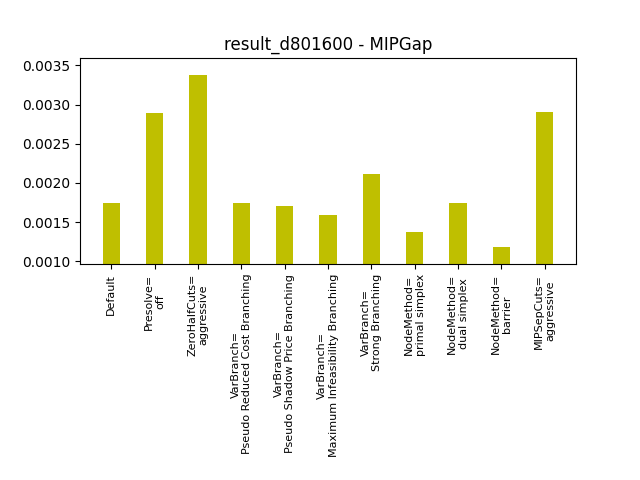 result_d801600 - MIPGap
0.0035
0.0030
0.0025
0.0020
0.0015
0.0010
Default
Presolve=
off
ZeroHalfCuts=
aggressive
VarBranch=
Pseudo Reduced Cost Branching
VarBranch=
Pseudo Shadow Price Branching
VarBranch=
Maximum Infeasibility Branching
VarBranch=
Strong Branching
NodeMethod=
primal simplex
NodeMethod=
dual simplex
NodeMethod=
barrier
MIPSepCuts=
aggressive